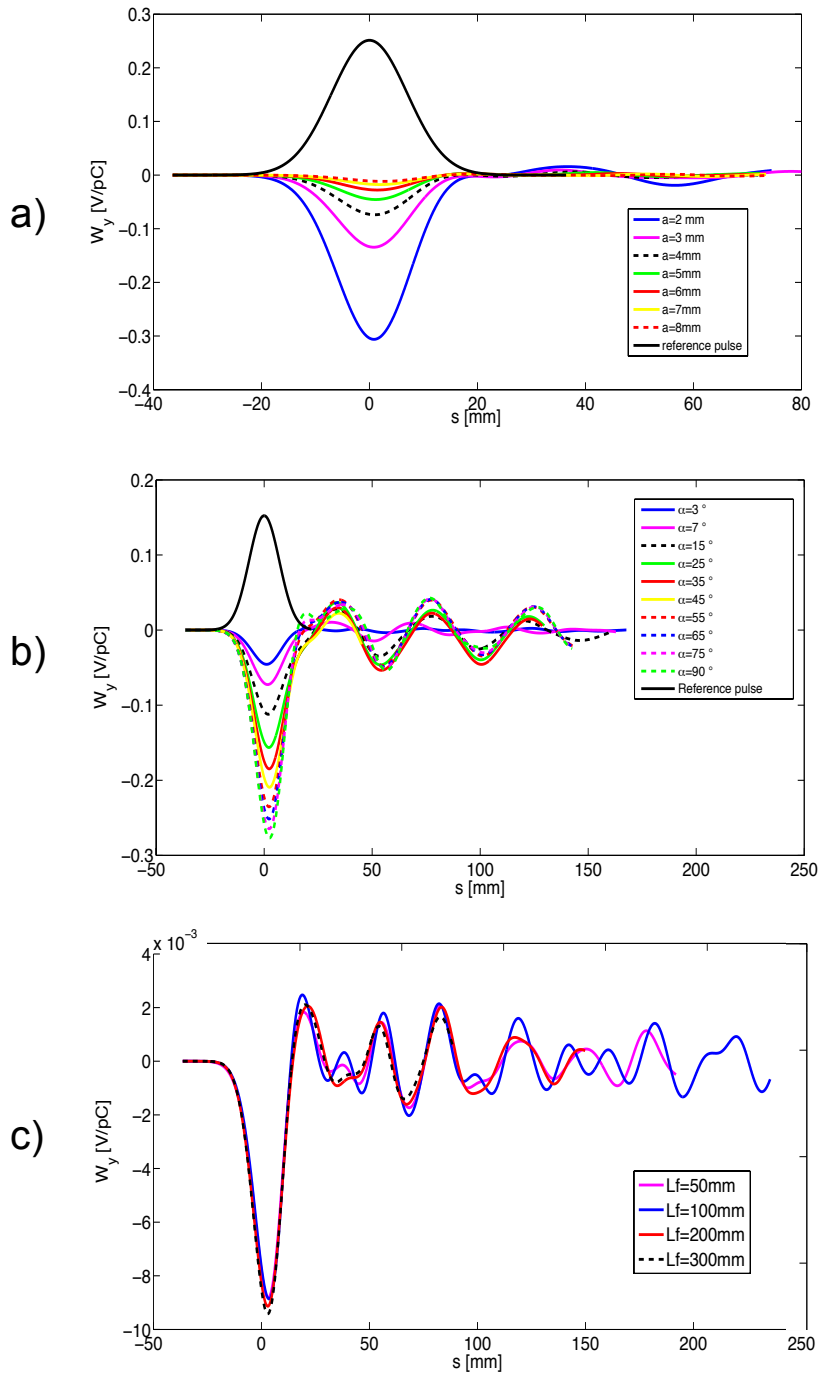 a)
W_y [V/pC]
0.3
0.2
0.1
0
−0.1
−0.2
−0.3
−0.4
−40
−20
0
20
40
60
80
s [mm]
a=2 mm
a=3 mm
a=4mm
a=5mm
a=6mm
a=7mm
a=8mm
reference pulse
b)
W_y [V/pC]
0.2
0.1
0
−0.1
−0.2
−0.3
−50
0
50
100
150
200
250
s [mm]
α=3 °
α=7 °
α=15 °
α=25 °
α=35 °
α=45 °
α=55 °
α=65 °
α=75 °
α=90 °
Reference pulse
c)
x 10^−3
W_y [V/pC]
4
2
0
−2
−4
−6
−8
−10
−50
0
50
100
150
200
250
s [mm]
Lf=50mm
Lf=100mm
Lf=200mm
Lf=300mm